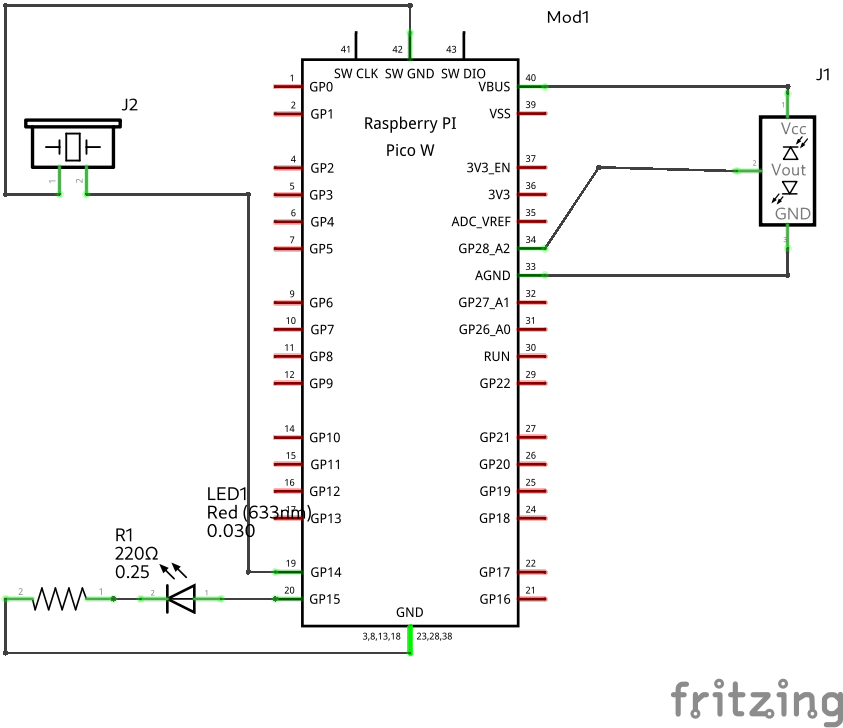 Mod1
41
42
43
SW CLK
SW GND
SW DIO
J1
J2
Raspberry PI
Pico W
1 GP0
2 GP1
4 GP2
5 GP3
6 GP4
7 GP5
9 GP6
10 GP7
11 GP8
12 GP9
14 GP10
15 GP11
16 GP12
17 GP13
19 GP14
20 GP15
VBUS 40
VSS 39
3V3_EN 37
3V3 36
ADC_VREF 35
GP28_A2 34
AGND 33
GP27_A1 32
GP26_A0 31
RUN 30
GP22 29
GP21 27
GP20 26
GP19 25
GP18 24
GP17 22
GP16 21
GND
3,8,13,18
23,28,38
1
Vcc
2
Vout
GND
1
2
LED1
Red (633nm)
0.030
R1
220Ω
0.25
2
1
2
1
fritzing